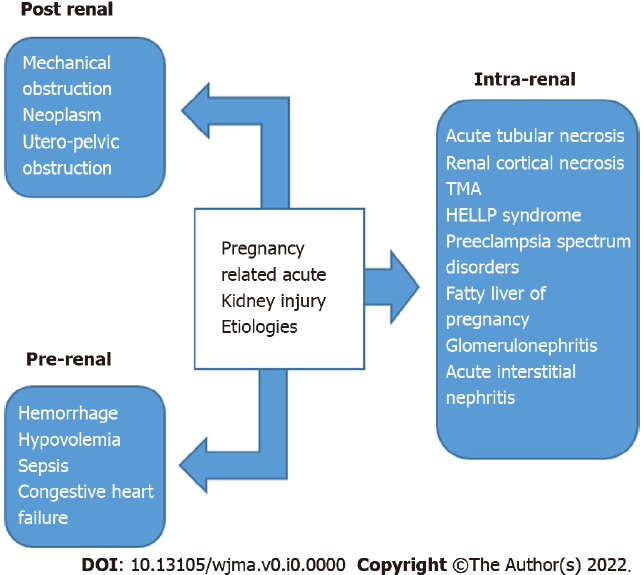 Post renal
Mechanical
obstruction
Neoplasm
Utero-pelvic
obstruction
Intra-renal
Acute tubular necrosis
Renal cortical necrosis
TMA
HELLP syndrome
Preeclampsia spectrum
disorders
Fatty liver of
pregnancy
Glomerulonephritis
Acute interstitial
nephritis
Pregnancy
related acute
Kidney injury
Etiologies
Pre-renal
Hemorrhage
Hypovolemia
Sepsis
Congestive heart
failure
DOI: 10.13105/wjma.v0.i0.0000 Copyright ©The Author(s) 2022.